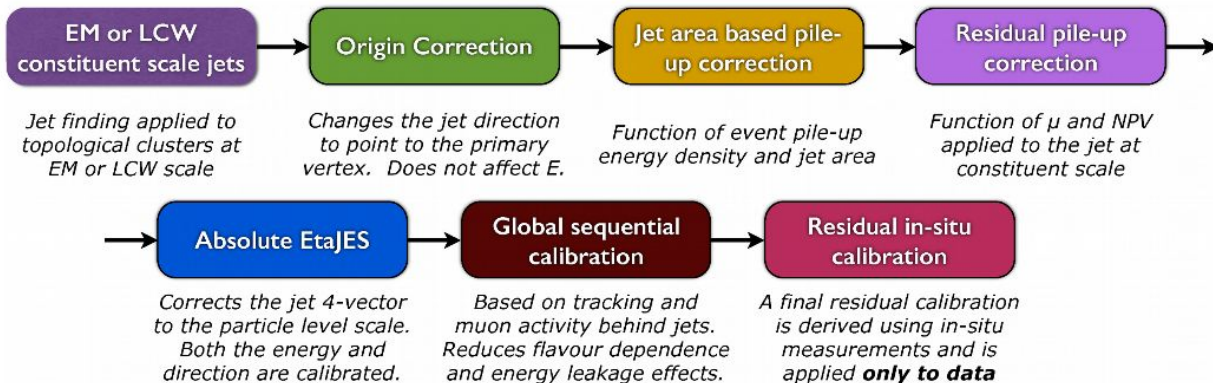 EM or LCW
constituent scale jets
Origin Correction
Jet area based pile-
up correction
Residual pile-up
correction
Jet finding applied to
topological clusters at
EM or LCW scale
Changes the jet direction
to point to the primary
vertex. Does not affect E.
Function of event pile-up
energy density and jet area
Function of µ and NPV
applied to the jet at
constituent scale
Absolute EtaJES
Global sequential
calibration
Residual in-situ
calibration
Corrects the jet 4-vector
to the particle level scale.
Both the energy and
direction are calibrated.
Based on tracking and
muon activity behind jets.
Reduces flavour dependence
and energy leakage effects.
A final residual calibration
is derived using in-situ
measurements and is
applied only to data